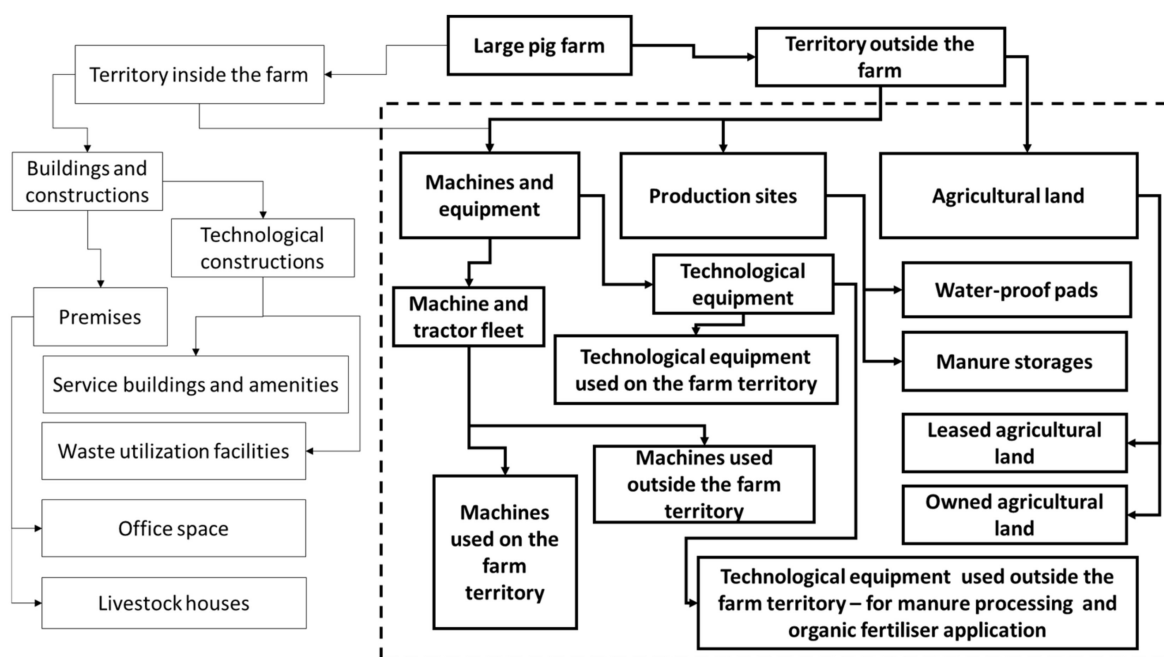 Large pig farm
Territory outside the
farm
Territory inside the farm
Buildings and
constructions
Machines and
equipment
Production sites
Agricultural land
Technological
constructions
Technological
equipment
Water-proof pads
Premises
Machine and
tractor fleet
Technological equipment
used on the farm territory
Manure storages
Service buildings and amenities
Waste utilization facilities
Leased agricultural
land
Machines used
outside the farm
territory
Machines
used on the
farm
territory
Owned agricultural
land
Office space
Technological equipment used outside the
farm territory – for manure processing and
organic fertiliser application
Livestock houses